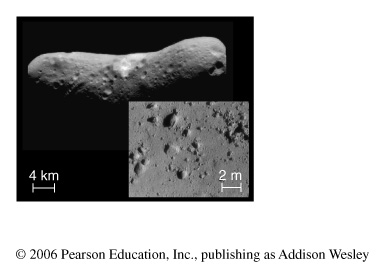 4 km
2 m
© 2006 Pearson Education, Inc., publishing as Addison Wesley